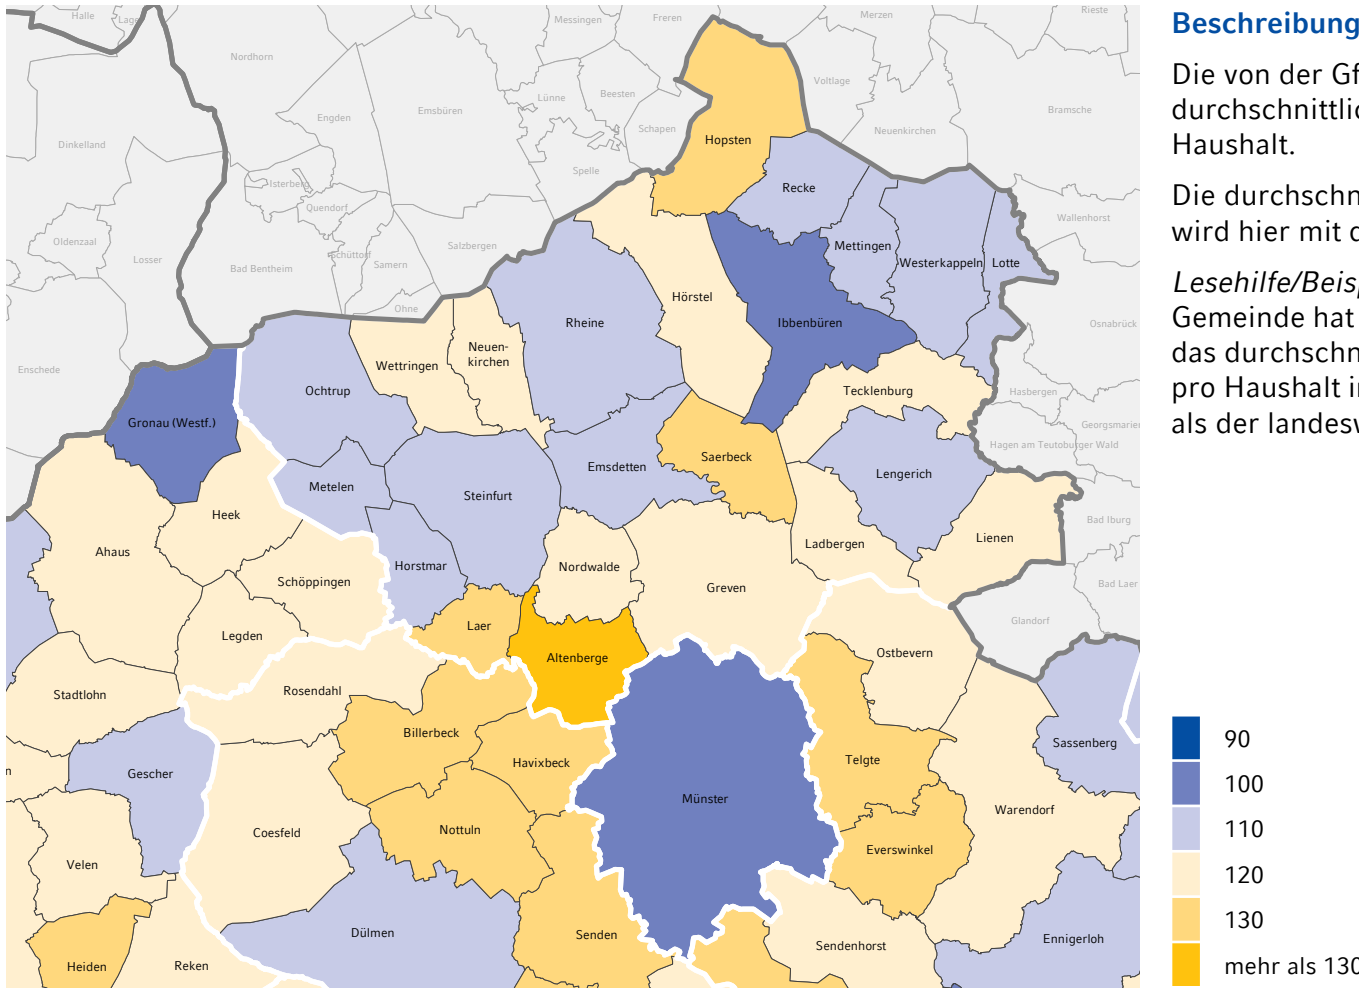 Halle
Lage
Nordhorn
Messingen
Freren
Merzen
Rieste
Lünne
Beesten
Voltlage
Emsbüren
Engden
Schapen
Neuenkirchen
Bramsche
Dinkelland
Hopsten
Spelle
Isterberg
Recke
Quendorf
Wallenhorst
Oldenzaal
Losser
Schüttorf
Salzbergen
Mettingen
Bad Bentheim
Samern
Westerkappeln
Lotte
Hörstel
Ohne
Rheine
Ibbenbüren
Osnabrück
Neuen-
kirchen
Wettringen
Enschede
Ochtrup
Tecklenburg
Hasbergen
Gronau (Westf.)
Georgsmarien
Hagen am Teutoburger Wald
Saerbeck
Emsdetten
Lengerich
Metelen
Steinfurt
Heek
Bad Iburg
Ahaus
Lienen
Ladbergen
Horstmar
Nordwalde
Schöppingen
Greven
Bad Laer
Glandorf
Laer
Legden
Ostbevern
Altenberge
Stadtlohn
Rosendahl
Billerbeck
Sassenberg
Havixbeck
Telgte
n
Gescher
Münster
Warendorf
Coesfeld
Nottuln
Everswinkel
Velen
Dülmen
Senden
Sendenhorst
Ennigerloh
Heiden
Reken
Beschreibung
Die von der Gf
durchschnittlic
Haushalt.
Die durchschn
wird hier mit d
Lesehilfe/Beisp
Gemeinde hat
das durchschn
pro Haushalt in
als der landesw
90
100
110
120
130
mehr als 130